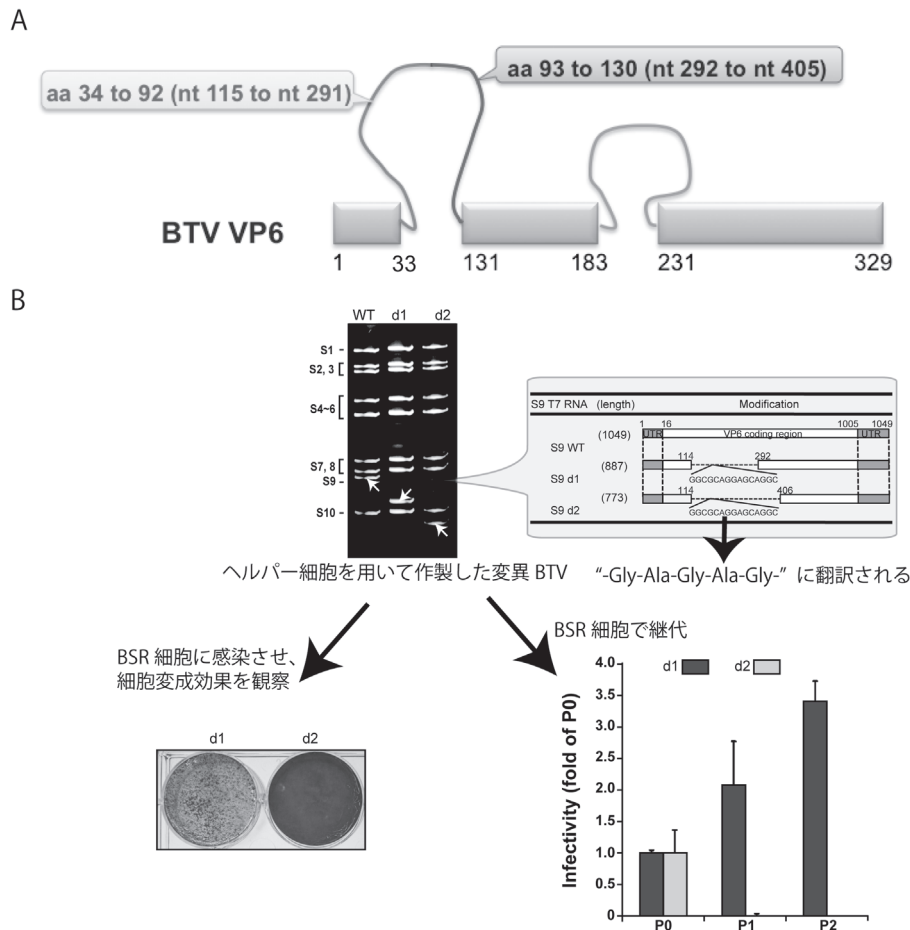 A
aa 34 to 92 (nt 115 to nt 291)
aa 93 to 130 (nt 292 to nt 405)
BTV VP6
1 33 131 183 231 329
B
WT d1 d2
S1
S2, 3
S4~6
S7, 8
S9
S10
S9 T7 RNA (length) Modification
1 16 1005 1049
(1049) UTR VP6 coding region UTR
S9 WT
114 292
(887)
GGCGCAGGAGCAGGC
S9 d1
114 406
(773)
GGCGCAGGAGCAGGC
S9 d2
ヘルパー細胞を用いて作製した変異 BTV
“-Gly-Ala-Gly-Ala-Gly-” に翻訳される
BSR 細胞に感染させ、
細胞変成効果を観察
d1 d2
BSR 細胞で継代
d1 d2
Infectivity (fold of P0)
4.0
3.5
3.0
2.5
2.0
1.5
1.0
0.5
0
P0 P1 P2